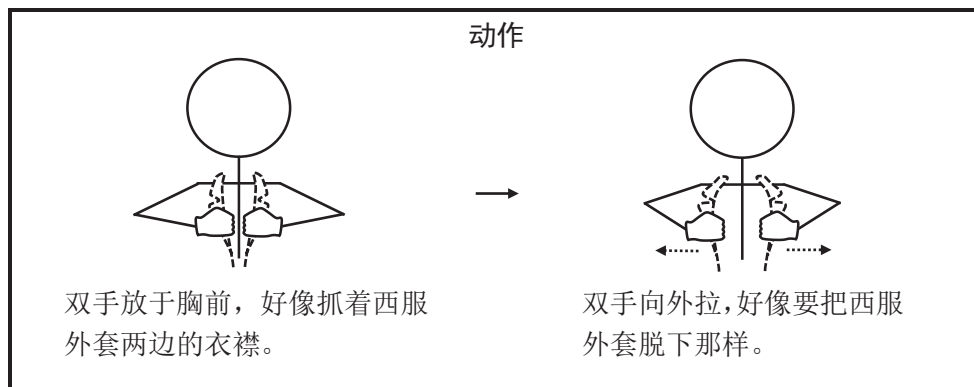 动作
双手放于胸前，好像抓着西服
外套两边的衣襟。
双手向外拉，好像要把西服
外套脱下那样。